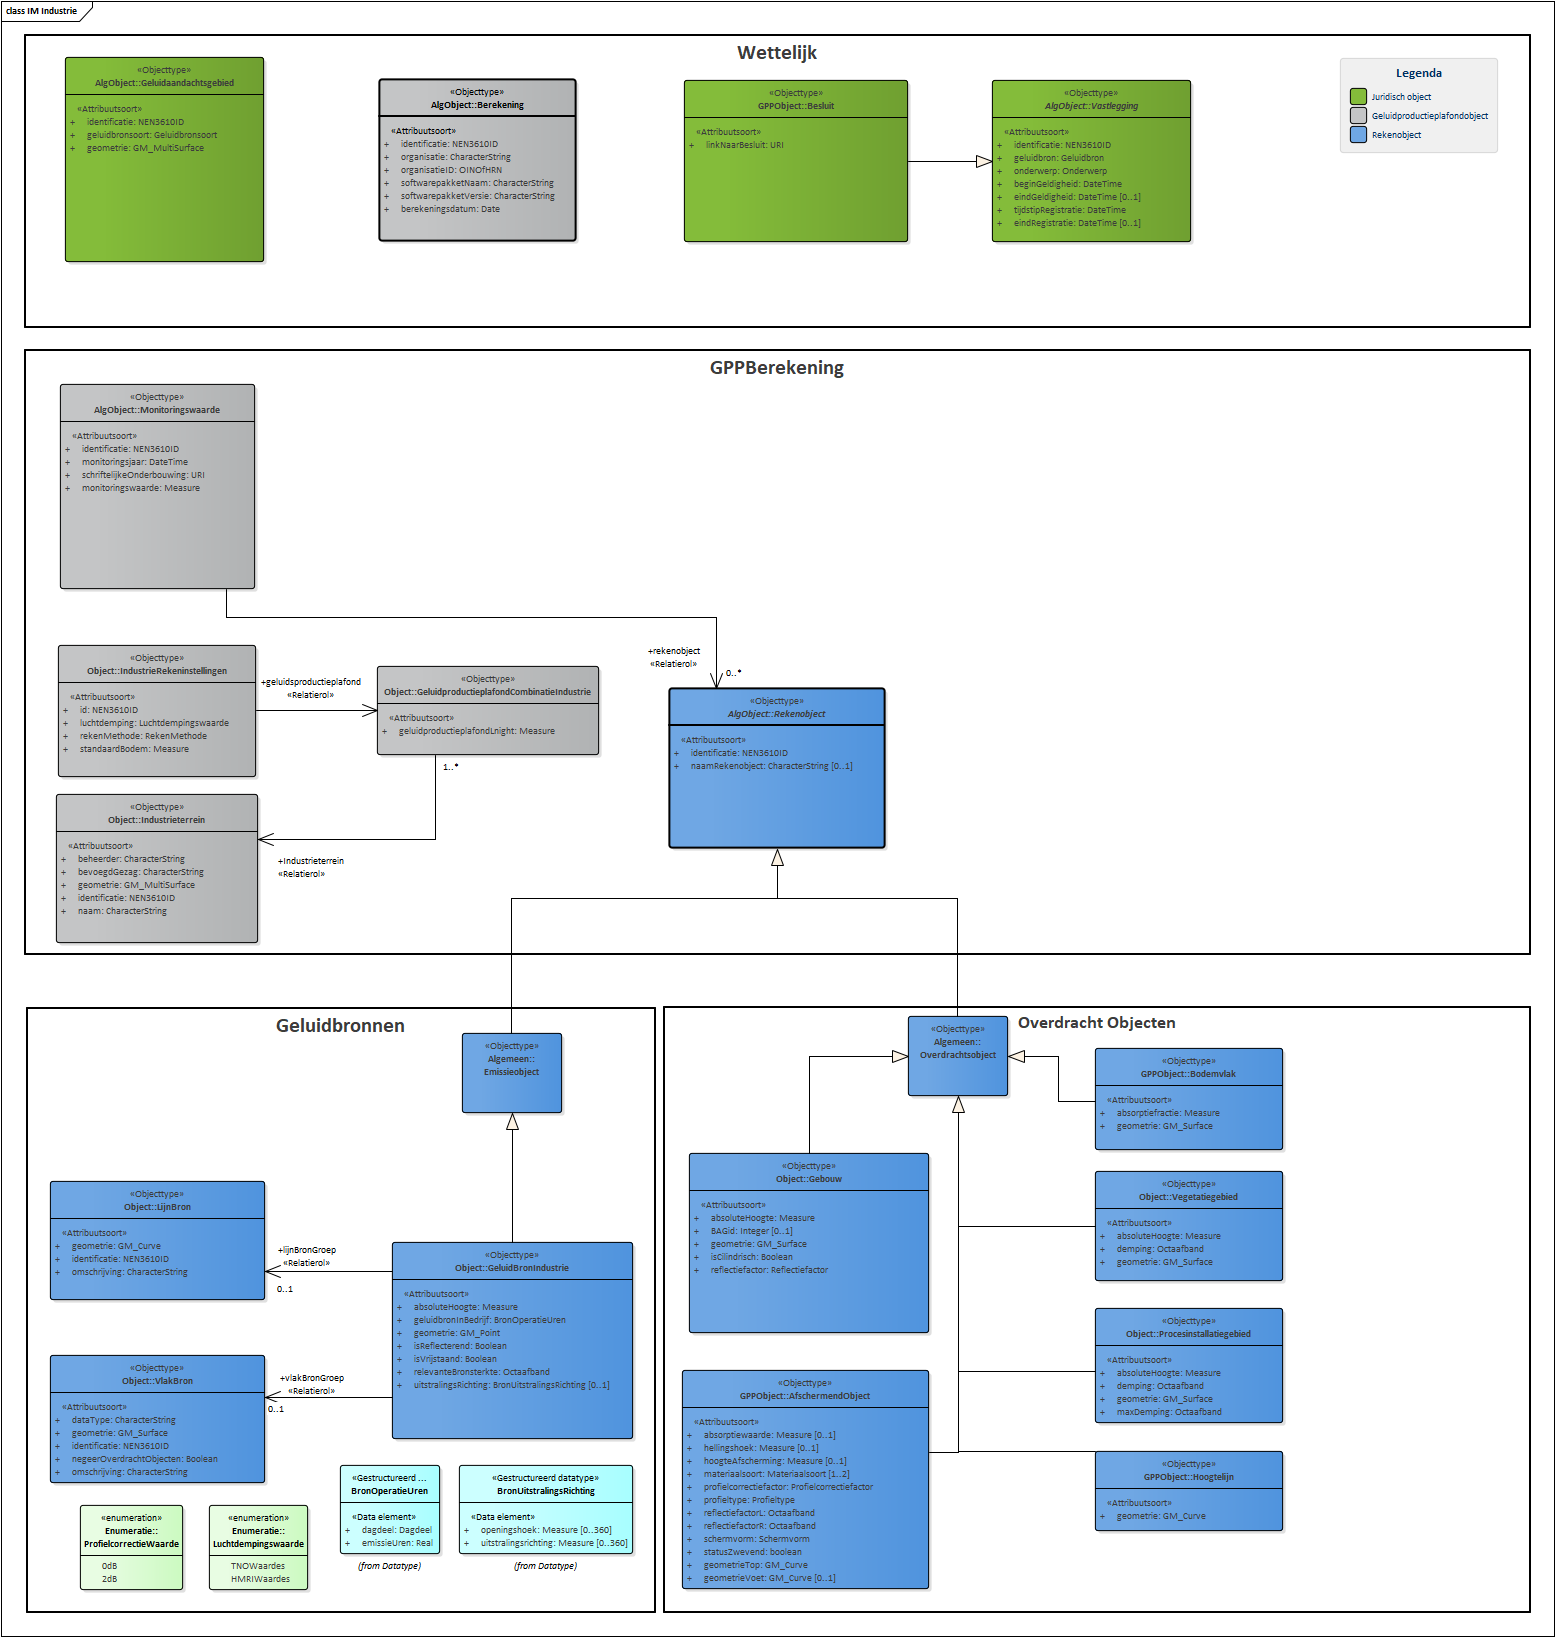 class IM Industrie
Wettelijk
«Objecttype»
AlgObject::Geluidaandachtsgebied
«Attribuutsoort»
+ identificatie: NEN3610ID
+ geluidbronsoort: Geluidbronsoort
+ geometrie: GM_MultiSurface
«Objecttype»
AlgObject::Berekening
«Attribuutsoort»
+ identificatie: NEN3610ID
+ organisatie: CharacterString
+ organisatieID: OINOfHRN
+ softwarepakketNaam: CharacterString
+ softwarepakketVersie: CharacterString
+ berekeningsdatum: Date
«Objecttype»
GPPObject::Besluit
«Attribuutsoort»
+ linkNaarBesluit: URI
«Objecttype»
AlgObject::Vastlegging
«Attribuutsoort»
+ identificatie: NEN3610ID
+ geluidbron: Geluidbron
+ onderwerp: Onderwerp
+ beginGeldigheid: DateTime
+ eindGeldigheid: DateTime [0..1]
+ tijdstipRegistratie: DateTime
+ eindRegistratie: DateTime [0..1]
Legenda
Juridisch object
Geluidproductieplafondobject
Rekenobject
GPPBerekening
«Objecttype»
AlgObject::Monitoringswaarde
«Attribuutsoort»
+ identificatie: NEN3610ID
+ monitoringsjaar: DateTime
+ schriftelijkeOnderbouwing: URI
+ monitoringswaarde: Measure
+rekenobject
«Relatierol»
0..*
«Objecttype»
Object::IndustrieRekeninstellingen
«Attribuutsoort»
+ id: NEN3610ID
+ luchtdemping: Luchtdempingswaarde
+ rekenMethode: RekenMethode
+ standaardBodem: Measure
+geluidsproductieplafond
«Relatierol»
«Objecttype»
Object::GeluidproductieplafondCombinatieIndustrie
«Attribuutsoort»
+ geluidproductieplafondLnight: Measure
1..*
«Objecttype»
AlgObject::Rekenobject
«Attribuutsoort»
+ identificatie: NEN3610ID
+ naamRekenobject: CharacterString [0..1]
«Objecttype»
Object::Industrieterrein
«Attribuutsoort»
+ beheerder: CharacterString
+ bevoegdGezag: CharacterString
+ geometrie: GM_MultiSurface
+ identificatie: NEN3610ID
+ naam: CharacterString
+Industrieterrein
«Relatierol»
Geluidbronnen
«Objecttype»
Algemeen::
Emissieobject
«Objecttype»
Object::LijnBron
«Attribuutsoort»
+ geometrie: GM_Curve
+ identificatie: NEN3610ID
+ omschrijving: CharacterString
+lijnBronGroep
«Relatierol»
0..1
«Objecttype»
Object::GeluidBronIndustrie
«Attribuutsoort»
+ absoluteHoogte: Measure
+ geluidbronInBedrijf: BronOperatieUren
+ geometrie: GM_Point
+ isReflecterend: Boolean
+ isVrijstaand: Boolean
+ relevanteBronsterkte: Octaafband
+ uitstralingsRichting: BronUitstralingsRichting [0..1]
«Objecttype»
Object::VlakBron
«Attribuutsoort»
+ dataType: CharacterString
+ geometrie: GM_Surface
+ identificatie: NEN3610ID
+ negeerOverdrachtObjecten: Boolean
+ omschrijving: CharacterString
+vlakBronGroep
«Relatierol»
0..1
«Gestructureerd ...
BronOperatieUren
«Data element»
+ dagdeel: Dagdeel
+ emissieUren: Real
(from Datatype)
«Gestructureerd datatype»
BronUitstralingsRichting
«Data element»
+ openingshoek: Measure [0..360]
+ uitstralingsrichting: Measure [0..360]
(from Datatype)
«enumeration»
Enumeratie::
ProfielcorrectieWaarde
0dB
2dB
«enumeration»
Enumeratie::
Luchtdempingswaarde
TNOWaardes
HMRIWaardes
Overdracht Objecten
«Objecttype»
Algemeen::
Overdrachtsobject
«Objecttype»
GPPObject::Bodemvlak
«Attribuutsoort»
+ absorptiefractie: Measure
+ geometrie: GM_Surface
«Objecttype»
Object::Gebouw
«Attribuutsoort»
+ absoluteHoogte: Measure
+ BAGid: Integer [0..1]
+ geometrie: GM_Surface
+ isCilindrisch: Boolean
+ reflectiefactor: Reflectiefactor
«Objecttype»
Object::Vegetatiegebied
«Attribuutsoort»
+ absoluteHoogte: Measure
+ demping: Octaafband
+ geometrie: GM_Surface
«Objecttype»
Object::Procesinstallatiegebied
«Attribuutsoort»
+ absoluteHoogte: Measure
+ demping: Octaafband
+ geometrie: GM_Surface
+ maxDemping: Octaafband
«Objecttype»
GPPObject::AfschermendObject
«Attribuutsoort»
+ absorptiewaarde: Measure [0..1]
+ hellingshoek: Measure [0..1]
+ hoogteAfscherming: Measure [0..1]
+ materiaalsoort: Materiaalsoort [1..2]
+ profielcorrectiefactor: Profielcorrectiefactor
+ profieltype: Profieltype
+ reflectiefactorL: Octaafband
+ reflectiefactorR: Octaafband
+ schermvorm: Schermvorm
+ statusZwevend: boolean
+ geometrieTop: GM_Curve
+ geometrieVoet: GM_Curve [0..1]
«Objecttype»
GPPObject::Hoogtelijn
«Attribuutsoort»
+ geometrie: GM_Curve